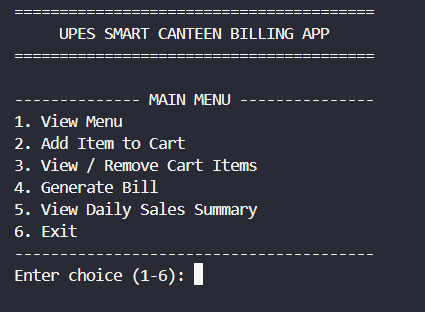 ========================================
UPES SMART CANTEEN BILLING APP
========================================
-------------- MAIN MENU ---------------
1. View Menu
2. Add Item to Cart
3. View / Remove Cart Items
4. Generate Bill
5. View Daily Sales Summary
6. Exit
----------------------------------------
Enter choice (1-6):